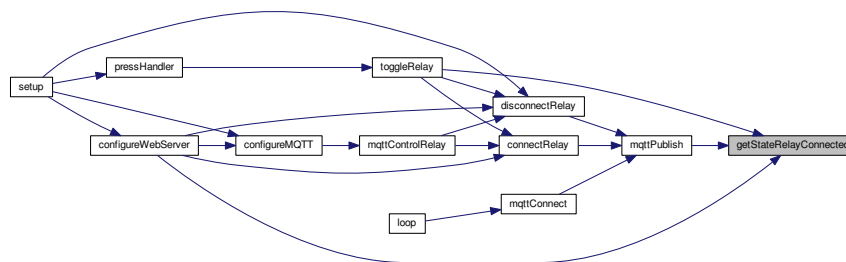 setup
pressHandler
toggleRelay
disconnectRelay
configureWebServer
configureMQTT
mqttControlRelay
connectRelay
mqttPublish
getStateRelayConnected
mqttConnect
loop